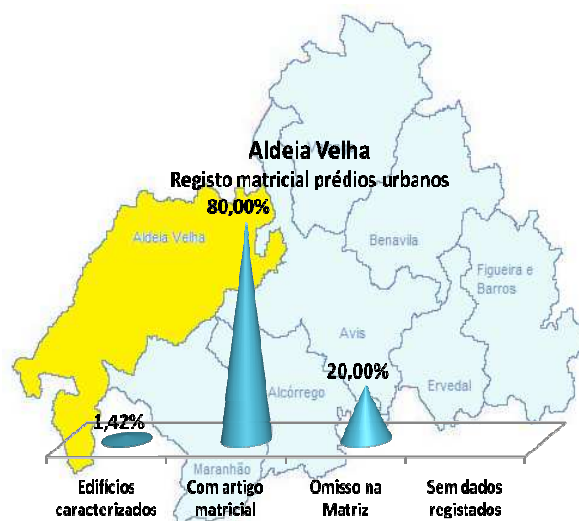 Aldeia Velha
Registo matricial prédios urbanos
80,00%
Aldeia Velha
Benavila
Figueira e
Barros
Avis
20,00%
Alcórrego
Ervedal
1,42%
Maranhão
Edifícios
caracterizados
Com artigo
matricial
Omisso na
Matriz
Sem dados
registados